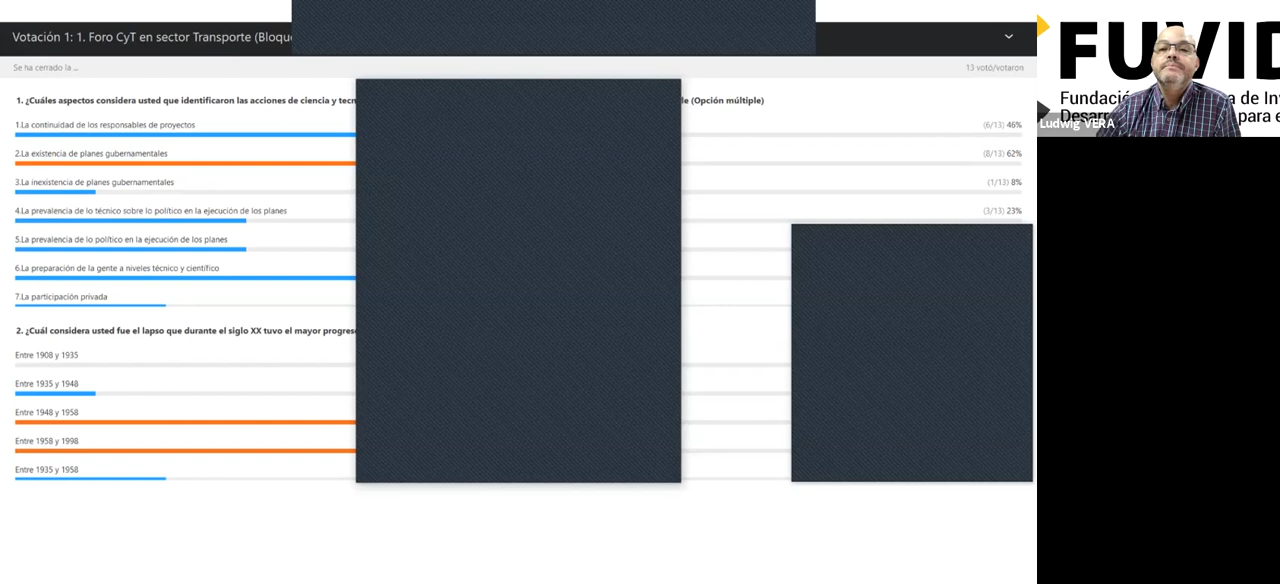 Votación 1: 1. Foro CyT en sector Transporte (Bloqu
Se ha cerrado la ...
13 votó/votaron
1. ¿Cuáles aspectos considera usted que identificaron las acciones de ciencia y tecn
le (Opción múltiple)
1.La continuidad de los responsables de proyectos
(6/13) 46%
2.La existencia de planes gubernamentales
(8/13) 62%
3.La inexistencia de planes gubernamentales
(1/13) 8%
4.La prevalencia de lo técnico sobre lo político en la ejecución de los planes
(3/13) 23%
5.La prevalencia de lo político en la ejecución de los planes
6.La preparación de la gente a niveles técnico y científico
7.La participación privada
2. ¿Cuál considera usted fue el lapso que durante el siglo XX tuvo el mayor progres
Entre 1908 y 1935
Entre 1935 y 1948
Entre 1948 y 1958
Entre 1958 y 1998
Entre 1935 y 1958
FUVID
Fundació a de In
Desarr para e
Ludwig VERA